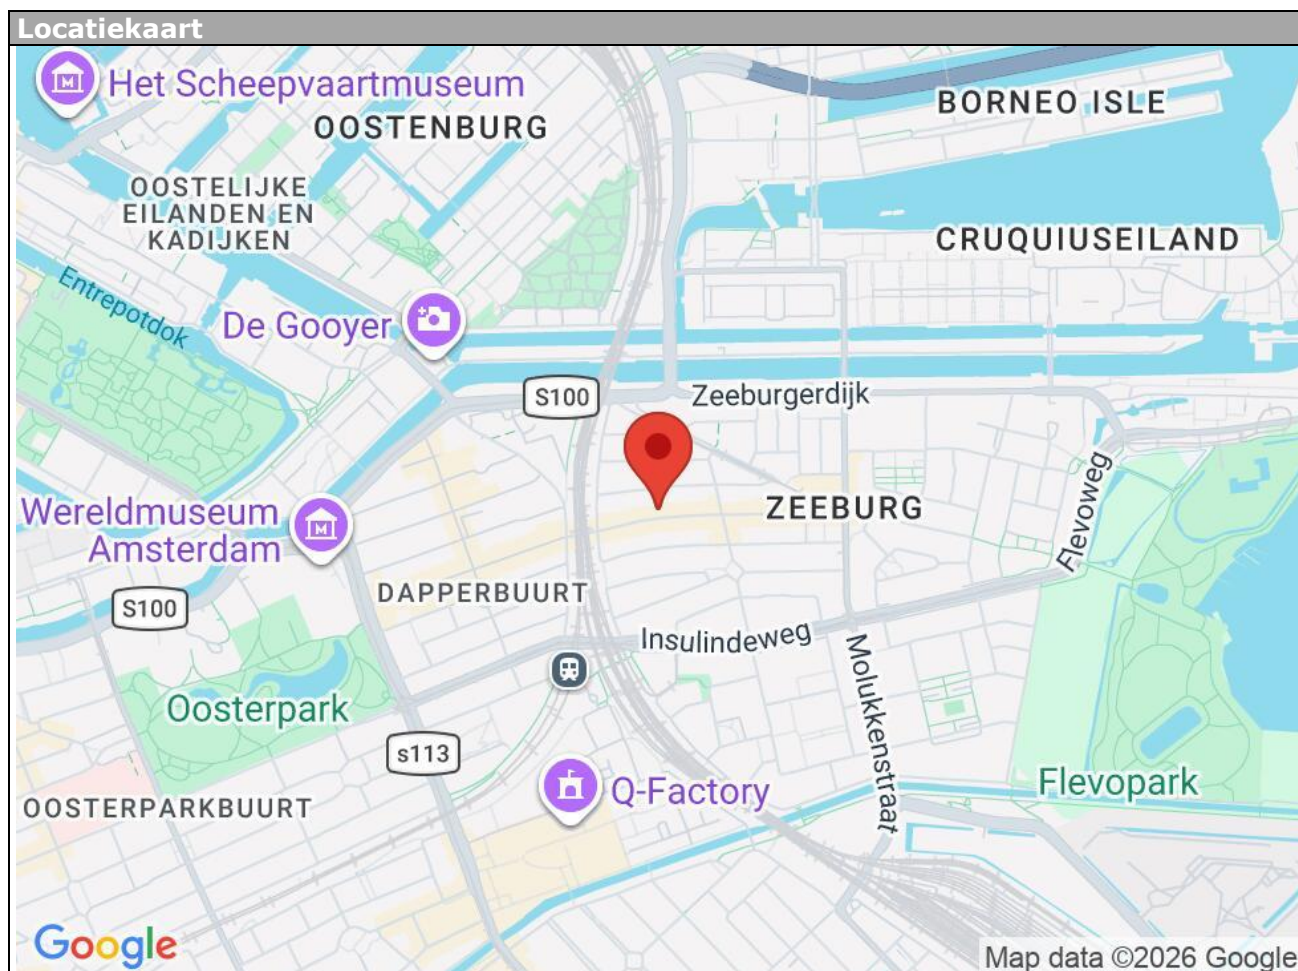 Locatiekaart
Het Scheepvaartmuseum
OOSTENBURG
BORNEO ISLE
OOSTELIJKE
EILANDEN EN
KADIJKEN
CRUQUIUSEILAND
Entrepotdok
De Gooyer
S100
Zeeburgerdijk
Flevoweg
Wereldmuseum
Amsterdam
ZEEBURG
DAPPERBUURT
S100
Insulindeweg
Molukkenstraat
Oosterpark
s113
Q-Factory
Flevopark
OOSTERPARKBUURT
Google
Map data ©2026 Google